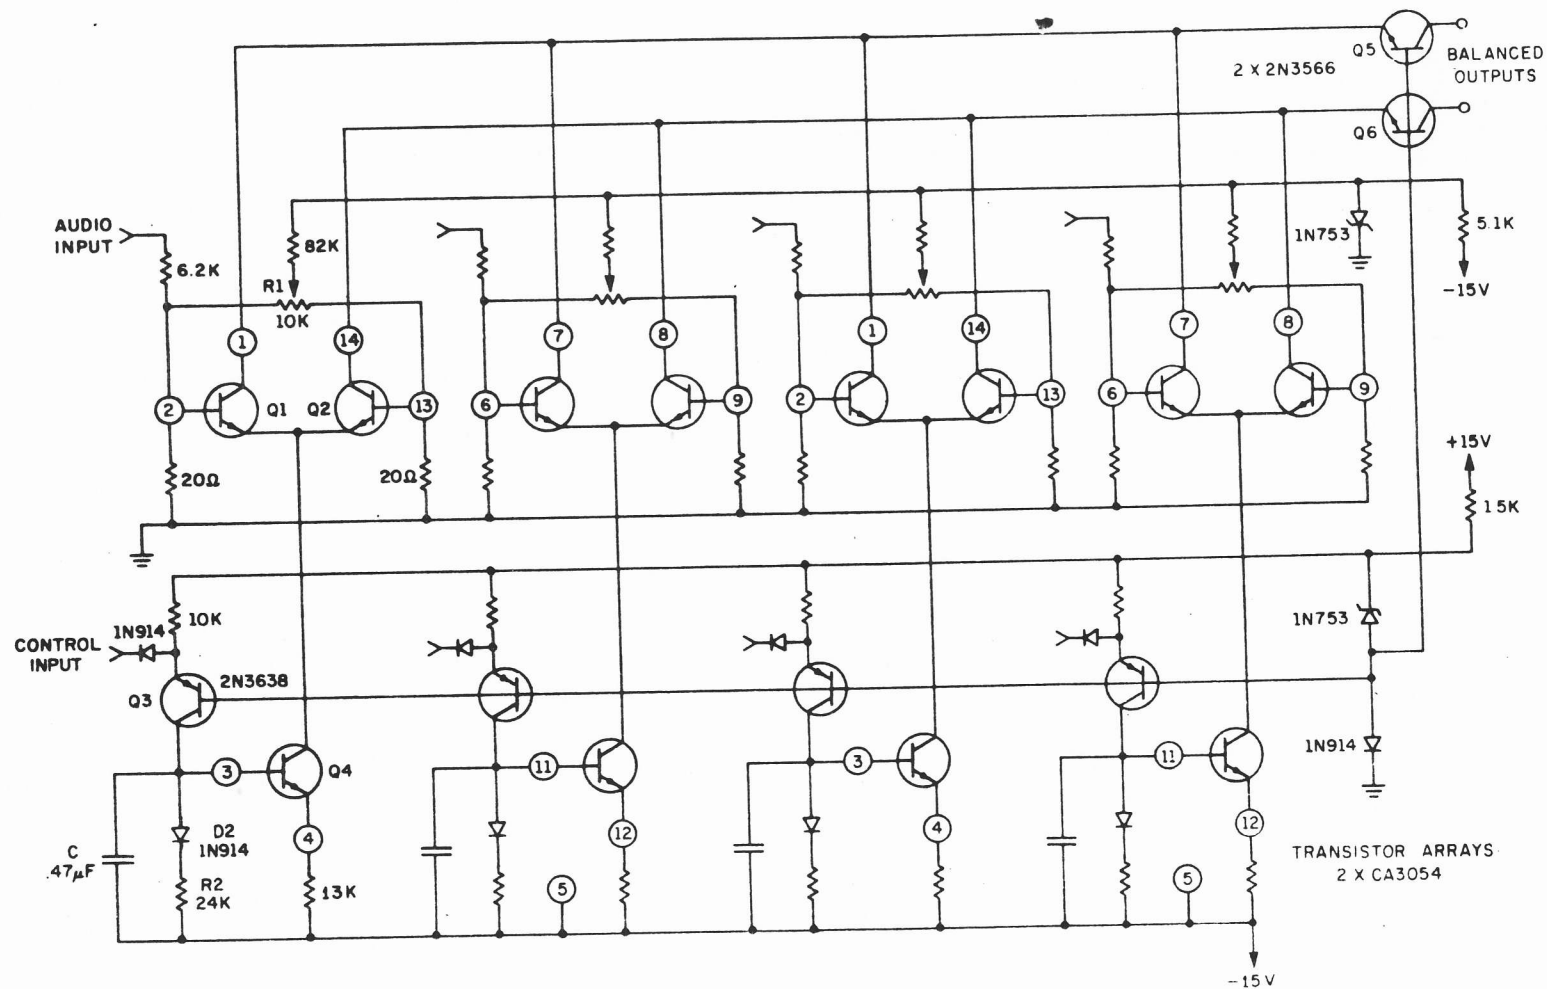 Q5
BALANCED
OUTPUTS
2 X 2N3566
Q6
AUDIO
INPUT
82K
1N753
5.1K
6.2K
R1
10K
-15V
1
14
7
8
1
14
7
8
2
Q1
Q2
13
6
9
2
13
6
9
+15V
20Ω
20Ω
15K
10K
1N914
CONTROL
INPUT
1N753
2N3638
Q3
1N914
3
Q4
11
3
11
D2
1N914
4
12
4
12
C
.47µF
R2
24K
13K
5
5
TRANSISTOR ARRAYS
2 X CA3054
-15V